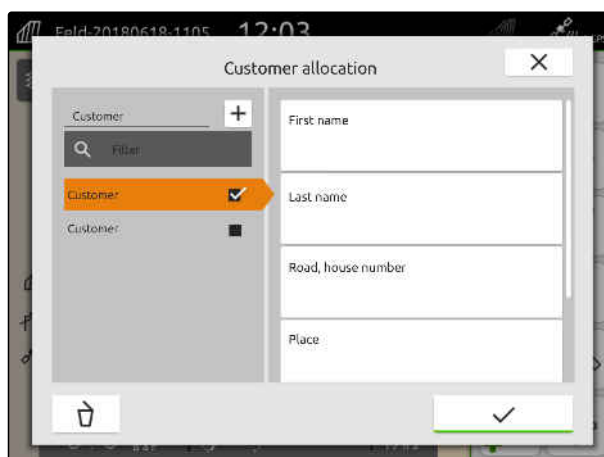 Feld-20180618-1105 12:03
Customer allocation
Customer
Filter
Customer
Customer
First name
Last name
Road, house number
Place